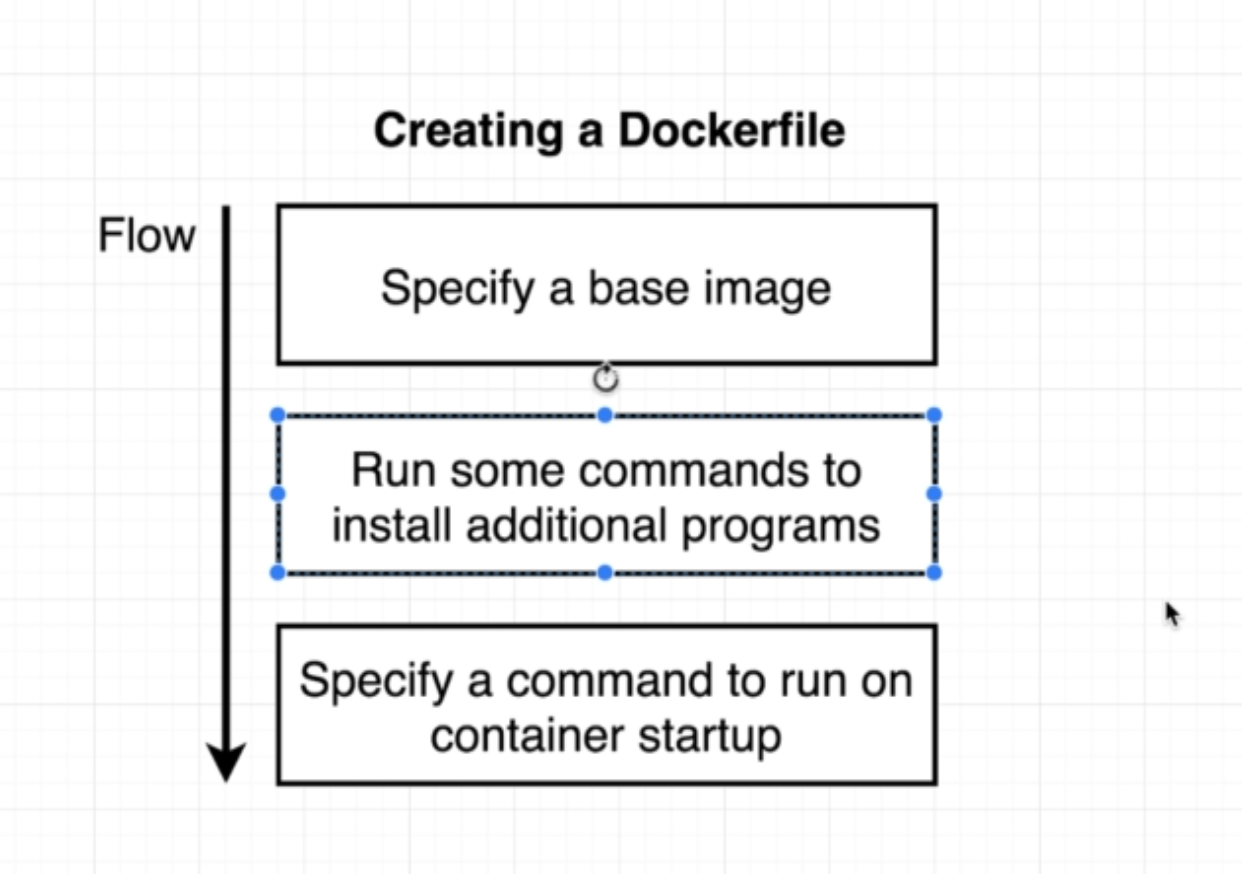 Creating a Dockerfile
Flow
Specify a base image
Run some commands to
install additional programs
Specify a command to run on
container startup